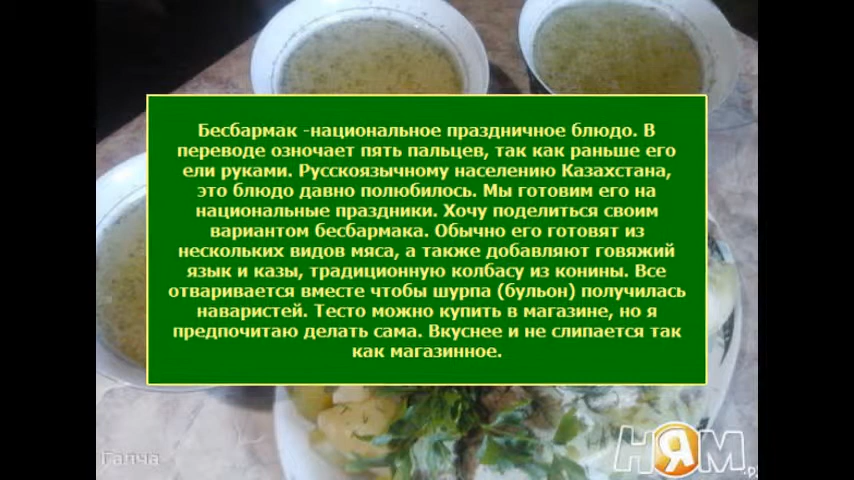 Бесбармак -национальное праздничное блюдо. В
переводе озночает пять пальцев, так как раньше его
ели руками. Русскоязычному населению Казахстана,
это блюдо давно полюбилось. Мы готовим его на
национальные праздники. Хочу поделиться своим
вариантом бесбармака. Обычно его готовят из
нескольких видов мяса, а также добавляют говяжий
язык и казы, традиционную колбасу из конины. Все
отваривается вместе чтобы шурпа (бульон) получилась
наваристей. Тесто можно купить в магазине, но я
предпочитаю делать сама. Вкуснее и не слипается так
как магазинное.
Галча
НЯМ